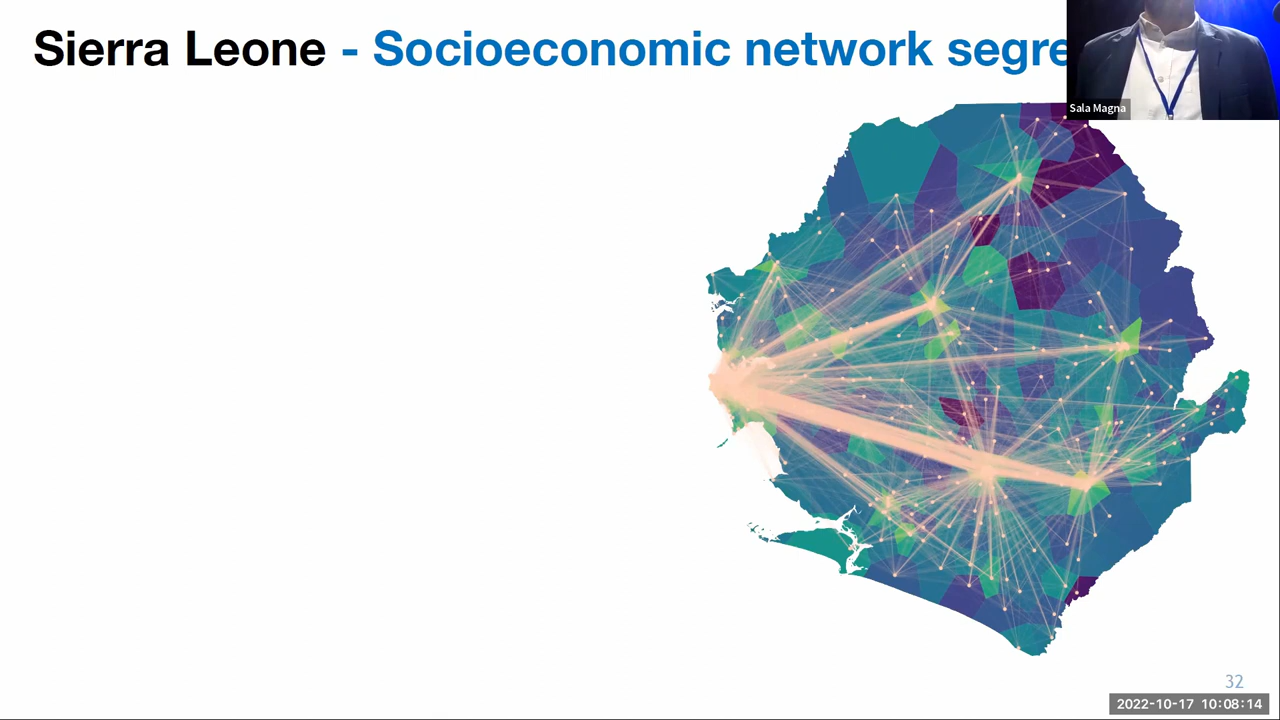 Sierra Leone - Socioeconomic network segre
Sala Magna
32
2022-10-17 10:08:14